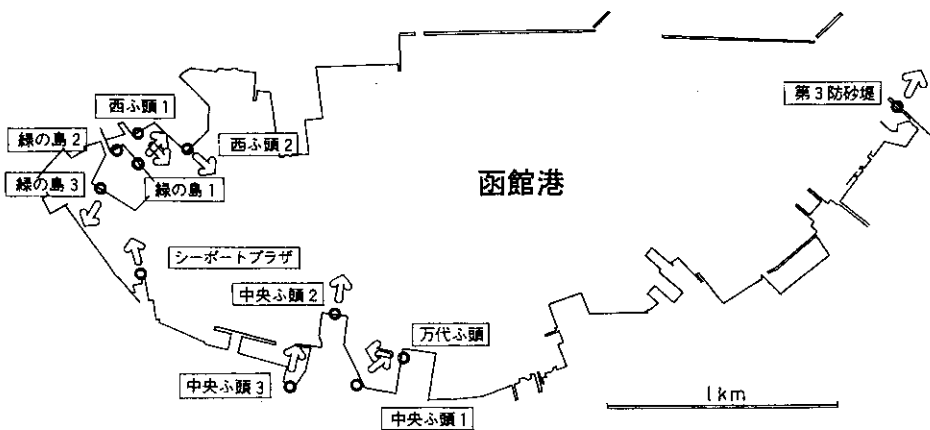 西ふ頭1
第3防砂堤
緑の島2
西ふ頭2
函館港
緑の島3
緑の島1
シーポートプラザ
中央ふ頭2
万代ふ頭
中央ふ頭3
1km
中央ふ頭1